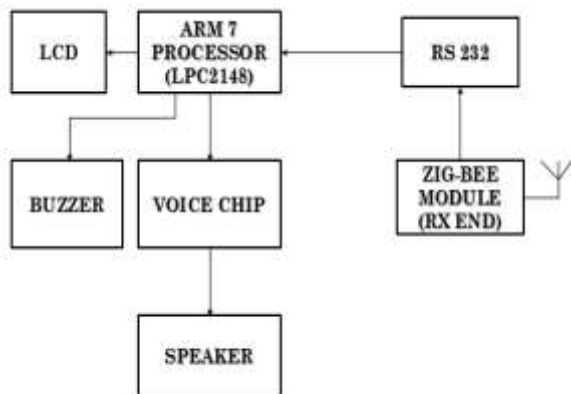 LCD
ARM 7
PROCESSOR
(LPC2148)
RS 232
BUZZER
VOICE CHIP
ZIG-BEE
MODULE
(RX END)
SPEAKER